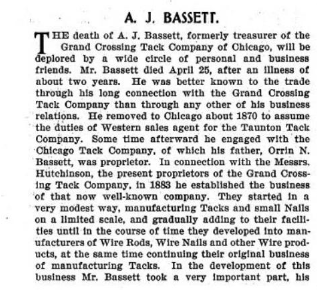 A. J. BASSETT.
THE death of A. J. Bassett, formerly treasurer of the
Grand Crossing Tack Company of Chicago, will be
deplored by a wide circle of personal and business
friends. Mr. Bassett died April 25, after an illness of
about two years. He was better known to the trade
through his long connection with the Grand Crossing
Tack Company than through any other of his business
relations. He removed to Chicago about 1870 to assume
the duties of Western sales agent for the Taunton Tack
Company. Some time afterward he engaged with the
Chicago Tack Company, of which his father, Orrin N.
Bassett, was proprietor. In connection with the Messrs.
Hutchinson, the present proprietors of the Grand Cross-
ing Tack Company, in 1883 he established the business
of that now well-known company. They started in a
very modest way, manufacturing Tacks and small Nails
on a limited scale, and gradually adding to their facili-
ties until in the course of time they developed into man-
ufacturers of Wire Rods, Wire Nails and other Wire prod-
ucts, at the same time continuing their original business
of manufacturing Tacks. In the development of this
business Mr. Bassett took a very important part, his